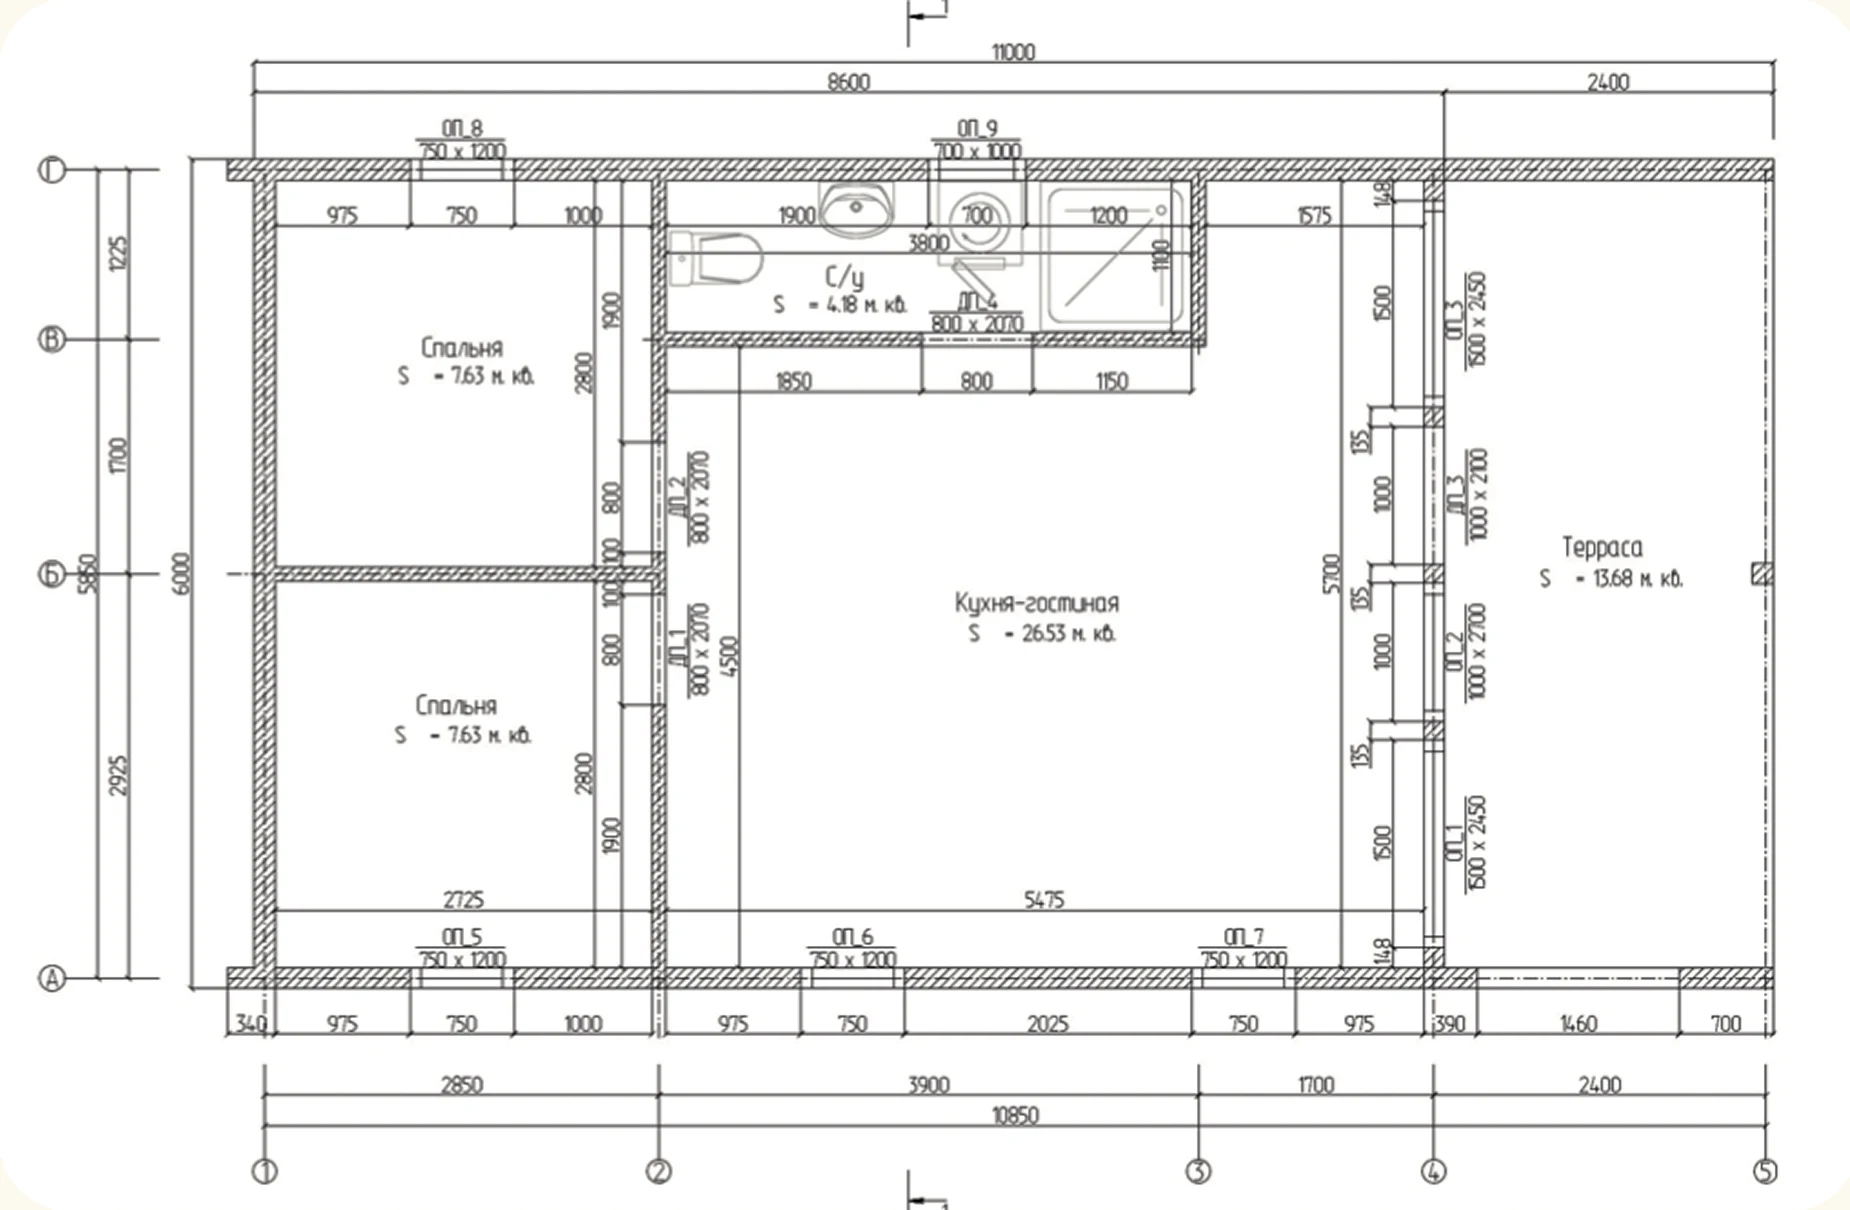 1
11000
8600
2400
ОП_8
750 x 1200
ОП_9
700 x 1000
Г
975
750
1000
1900
700
1200
1575
148
3800
1100
1225
С/у
S = 4.18 м. кв.
ДП_4
800 x 2070
1900
1500
ОП_3
1500 x 2450
В
Спальня
S = 7.63 м. кв.
2800
1850
800
1150
1700
135
800
ДП_2
800 x 2070
1000
ДП_3
1000 x 2100
Б
5850
6000
100
100
5700
135
Терраса
S = 13.68 м. кв.
Кухня-гостиная
S = 26.53 м. кв.
800
ДП_1
800 x 2070
4500
1000
ОП_2
1000 x 2700
Спальня
S = 7.63 м. кв.
2925
2800
1900
135
1500
ОП_1
1500 x 2450
2725
5475
ОП_5
750 x 1200
ОП_6
750 x 1200
ОП_7
750 x 1200
148
А
340
975
750
1000
975
750
2025
750
975
390
1460
700
2850
3900
1700
2400
10850
1
2
3
4
5
1